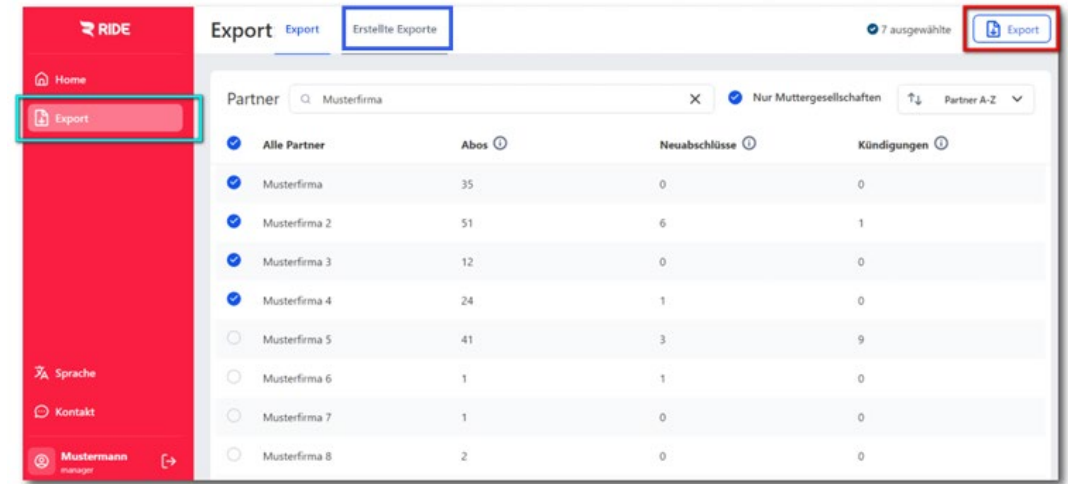 RIDE
Export Export Erstellte Exporte 7 ausgewählte Export
Home
Export
Partner Musterfirma Nur Muttergesellschaften Partner A-Z
Alle Partner Abos Neuabschlüsse Kündigungen
Musterfirma 35 0 0
Musterfirma 2 51 6 1
Musterfirma 3 12 0 0
Musterfirma 4 24 1 0
Musterfirma 5 41 3 9
Musterfirma 6 1 1 0
Musterfirma 7 1 0 0
Musterfirma 8 2 0 0
Sprache
Kontakt
Mustermann
manager